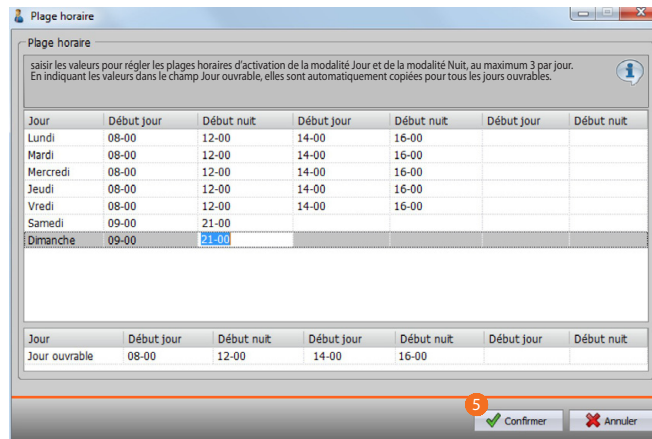 Plage horaire
Plage horaire
saisir les valeurs pour régler les plages horaires d'activation de la modalité Jour et de la modalité Nuit, au maximum 3 par jour.
En indiquant les valeurs dans le champ Jour ouvrable, elles sont automatiquement copiées pour tous les jours ouvrables.
Jour Début jour Début nuit Début jour Début nuit Début jour Début nuit
Lundi 08-00 12-00 14-00 16-00
Mardi 08-00 12-00 14-00 16-00
Mercredi 08-00 12-00 14-00 16-00
Jeudi 08-00 12-00 14-00 16-00
Vredi 08-00 12-00 14-00 16-00
Samedi 09-00 21-00
Dimanche 09-00 21-00
Jour Début jour Début nuit Début jour Début nuit Début jour Début nuit
Jour ouvrable 08-00 12-00 14-00 16-00
5
Confirmer Annuler